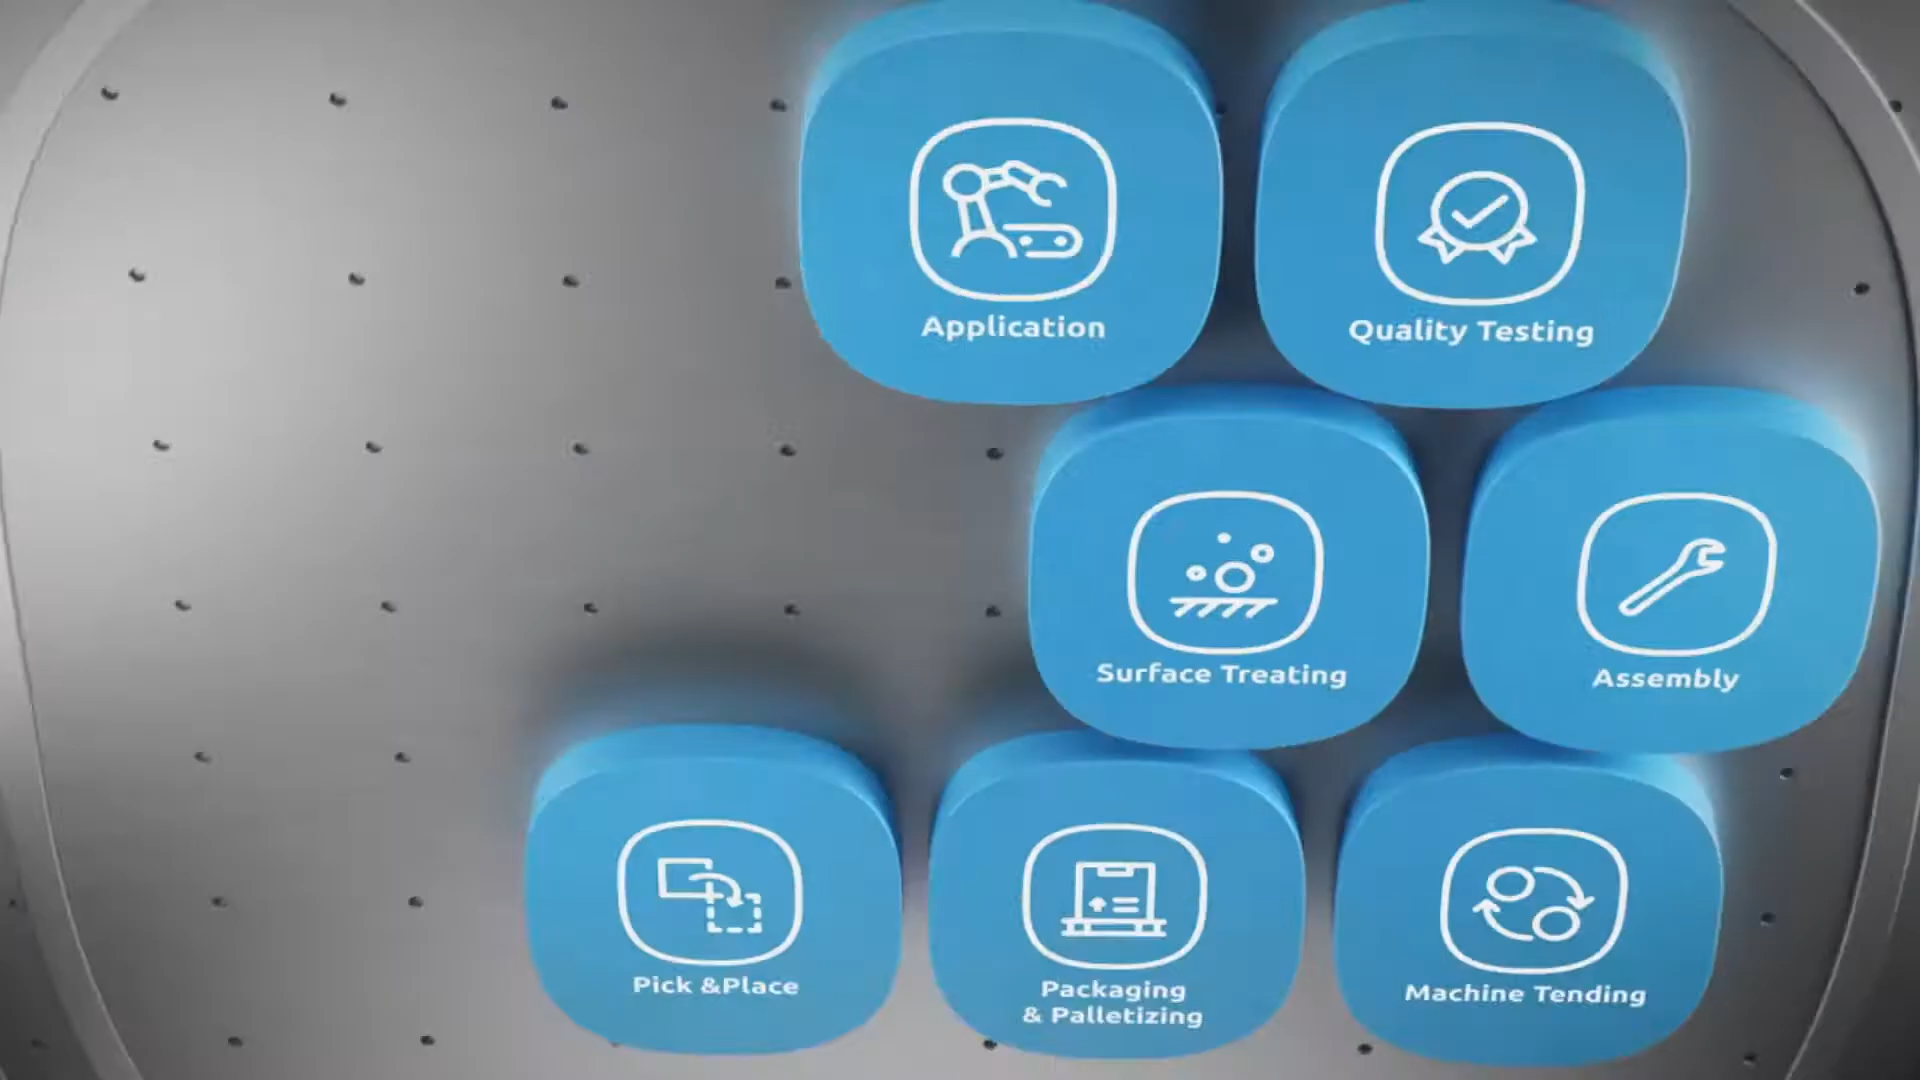 Application
Quality Testing
Surface Treating
Assembly
Pick &Place
Packaging
& Palletizing
Machine Tending